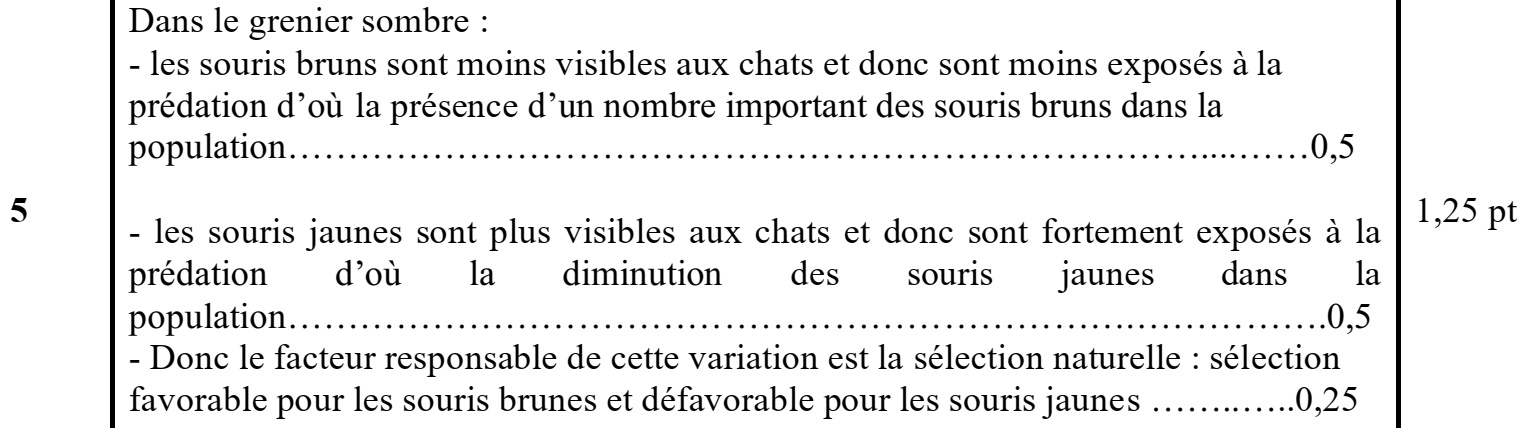 Dans le grenier sombre :
- les souris bruns sont moins visibles aux chats et donc sont moins exposés à la
prédation d’où la présence d’un nombre important des souris bruns dans la
population…………………………………………………………………....……0,5
5
- les souris jaunes sont plus visibles aux chats et donc sont fortement exposés à la
1,25 pt
prédation d’où la diminution des souris jaunes dans la
population…………………………………………………………….…………….0,5
- Donc le facteur responsable de cette variation est la sélection naturelle : sélection
favorable pour les souris brunes et défavorable pour les souris jaunes ……..…..0,25